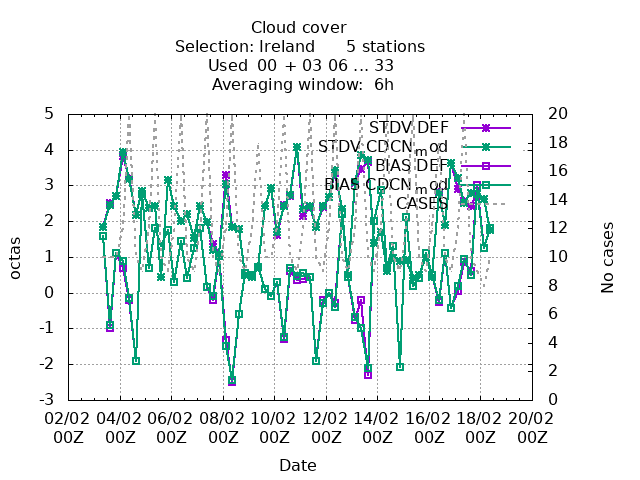 Cloud cover
Selection: Ireland 5 stations
Used 00 + 03 06 ... 33
Averaging window: 6h
5 20
4 18
3 16
2 14
1 12
0 10
-1 8
-2 6
-3 4
2
0
STDV DEF
STDV CDCN_mod
BIAS DEF
BIAS CDCN_mod
CASES
octas
No cases
02/02 04/02 06/02 08/02 10/02 12/02 14/02 16/02 18/02 20/02
00Z 00Z 00Z 00Z 00Z 00Z 00Z 00Z 00Z 00Z
Date